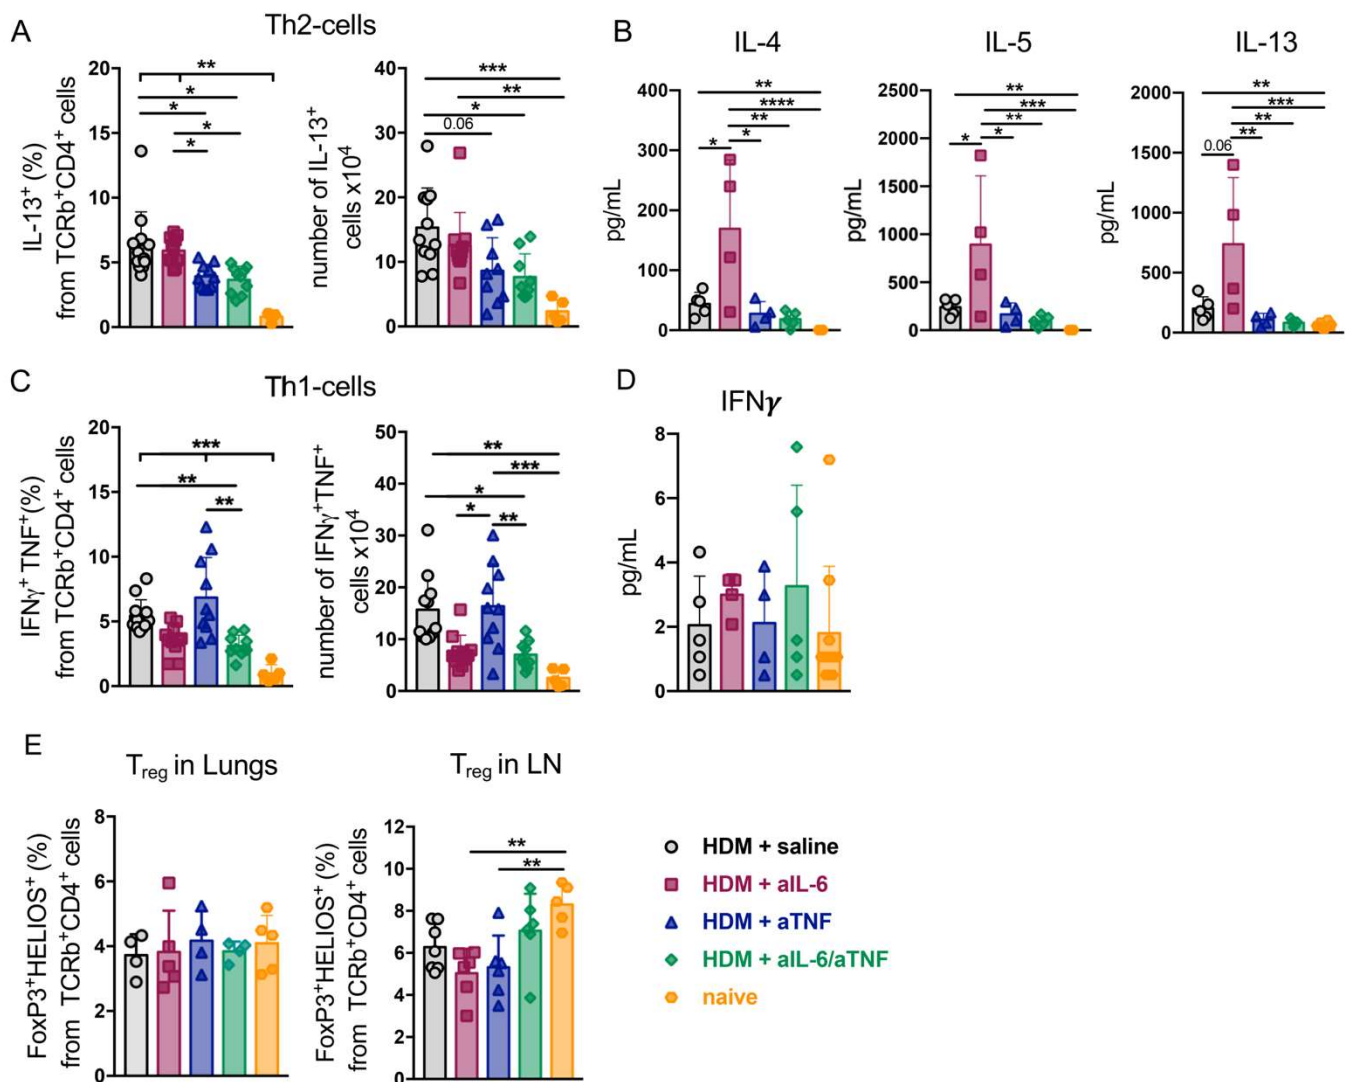 A
Th2-cells
IL-13⁺ (%)
from TCRb⁺CD4⁺ cells
20
15
10
5
0
**
*
*
*
*
number of IL-13⁺
cells x10⁴
40
30
20
10
0
***
**
*
0.06
B
IL-4
pg/mL
400
300
200
100
0
**
****
**
*
*
IL-5
pg/mL
2500
2000
1500
1000
500
0
**
***
**
*
*
IL-13
pg/mL
2000
1500
1000
500
0
**
***
**
**
0.06
C
Th1-cells
IFNγ⁺ TNF⁺(%)
from TCRb⁺CD4⁺ cells
20
15
10
5
0
***
**
**
number of IFNγ⁺TNF⁺
cells x10⁴
50
40
30
20
10
0
**
***
*
*
**
D
IFNγ
pg/mL
8
6
4
2
0
E
Treg in Lungs
FoxP3⁺HELIOS⁺ (%)
from TCRb⁺CD4⁺ cells
8
6
4
2
0
Treg in LN
FoxP3⁺HELIOS⁺ (%)
from TCRb⁺CD4⁺ cells
12
10
8
6
4
2
0
**
**
HDM + saline
HDM + aIL-6
HDM + aTNF
HDM + aIL-6/aTNF
naive